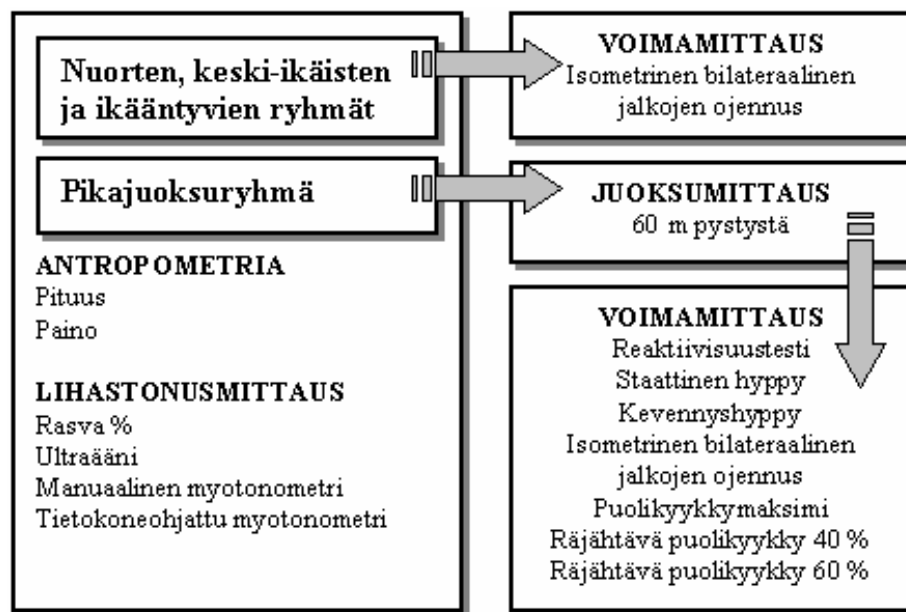 Nuorten, keski-ikäisten
ja ikääntyvien ryhmät
Pikajuoksuryhmä
ANTROPOMETRIA
Pituus
Paino
LIHASTONUSMITTAUS
Rasva %
Ultraääni
Manuaalinen myotonometri
Tietokoneohjattu myotonometri
VOIMAMITTAUS
Isometrinen bilateraalinen
jalkojen ojennus
JUOKSUMITTAUS
60 m pystystä
VOIMAMITTAUS
Reaktiivisuustesti
Staattinen hyppy
Kevennyshyppy
Isometrinen bilateraalinen
jalkojen ojennus
Puolikyykkymaksimi
Räjähtävä puolikyykky 40 %
Räjähtävä puolikyykky 60 %